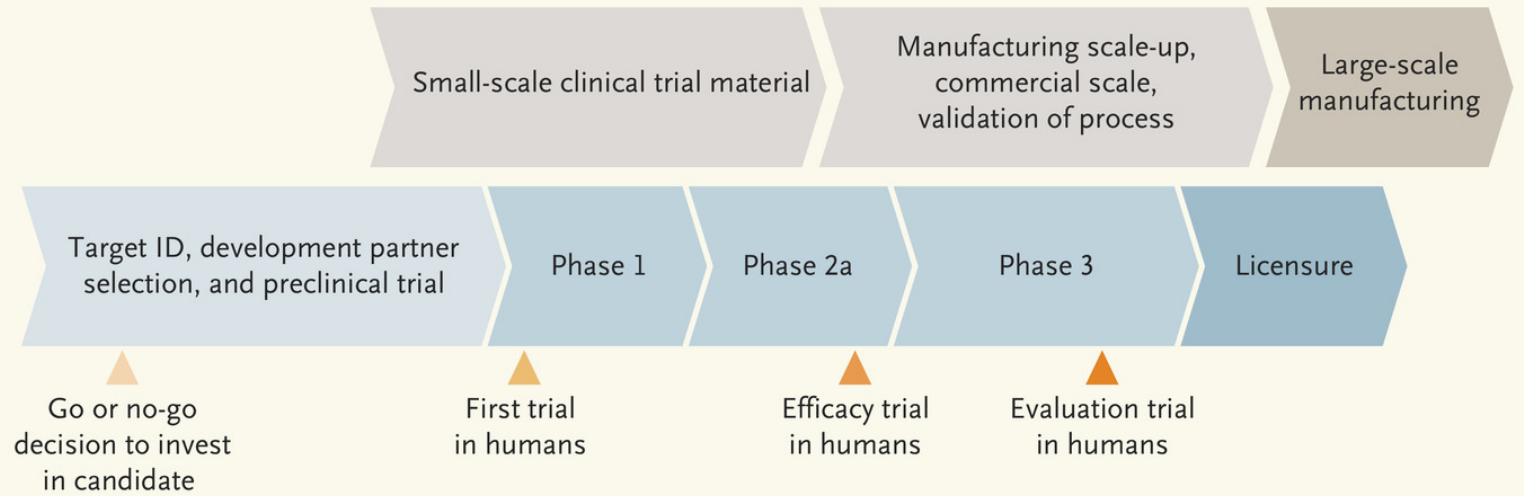 Small-scale clinical trial material
Manufacturing scale-up,
commercial scale,
validation of process
Large-scale
manufacturing
Target ID, development partner
selection, and preclinical trial
Phase 1
Phase 2a
Phase 3
Licensure
Go or no-go
decision to invest
in candidate
First trial
in humans
Efficacy trial
in humans
Evaluation trial
in humans